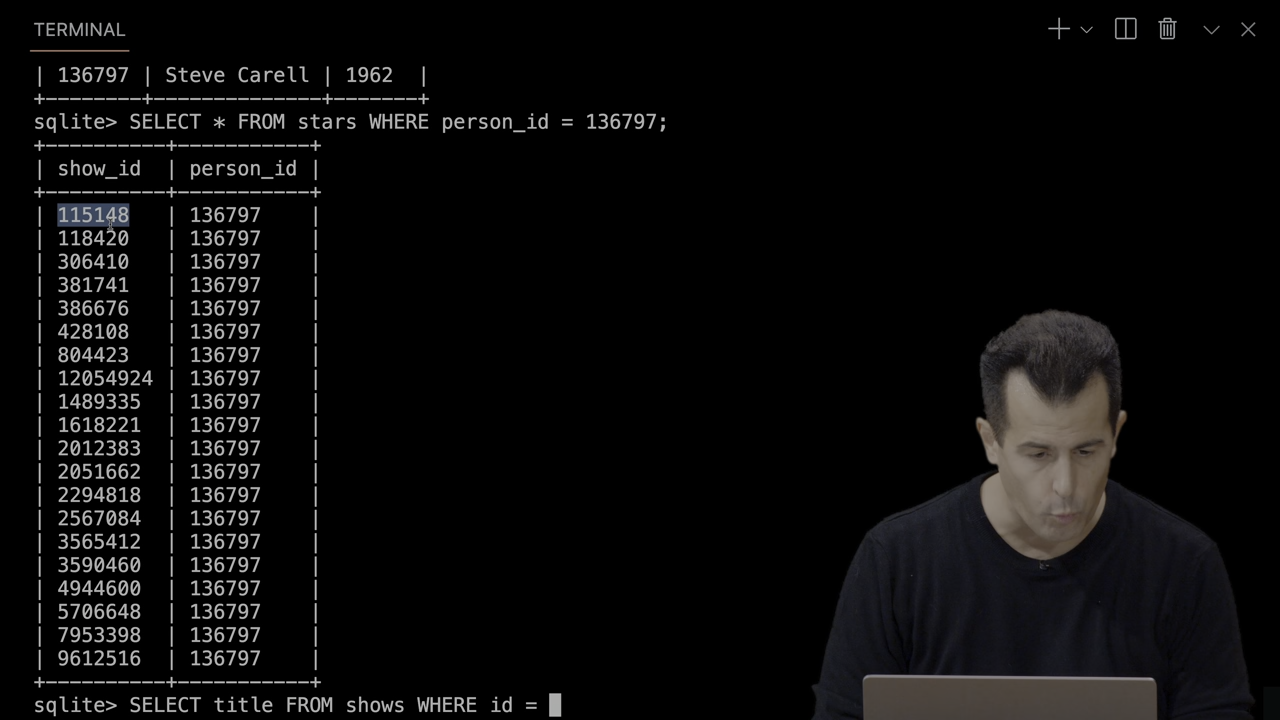 TERMINAL
| 136797 | Steve Carell | 1962  |
+--------+--------------+-------+
sqlite> SELECT * FROM stars WHERE person_id = 136797;
+----------+-----------+
| show_id  | person_id |
+----------+-----------+
| 115148   | 136797    |
| 118420   | 136797    |
| 306410   | 136797    |
| 381741   | 136797    |
| 386676   | 136797    |
| 428108   | 136797    |
| 804423   | 136797    |
| 12054924 | 136797    |
| 1489335  | 136797    |
| 1618221  | 136797    |
| 2012383  | 136797    |
| 2051662  | 136797    |
| 2294818  | 136797    |
| 2567084  | 136797    |
| 3565412  | 136797    |
| 3590460  | 136797    |
| 4944600  | 136797    |
| 5706648  | 136797    |
| 7953398  | 136797    |
| 9612516  | 136797    |
+----------+-----------+
sqlite> SELECT title FROM shows WHERE id =